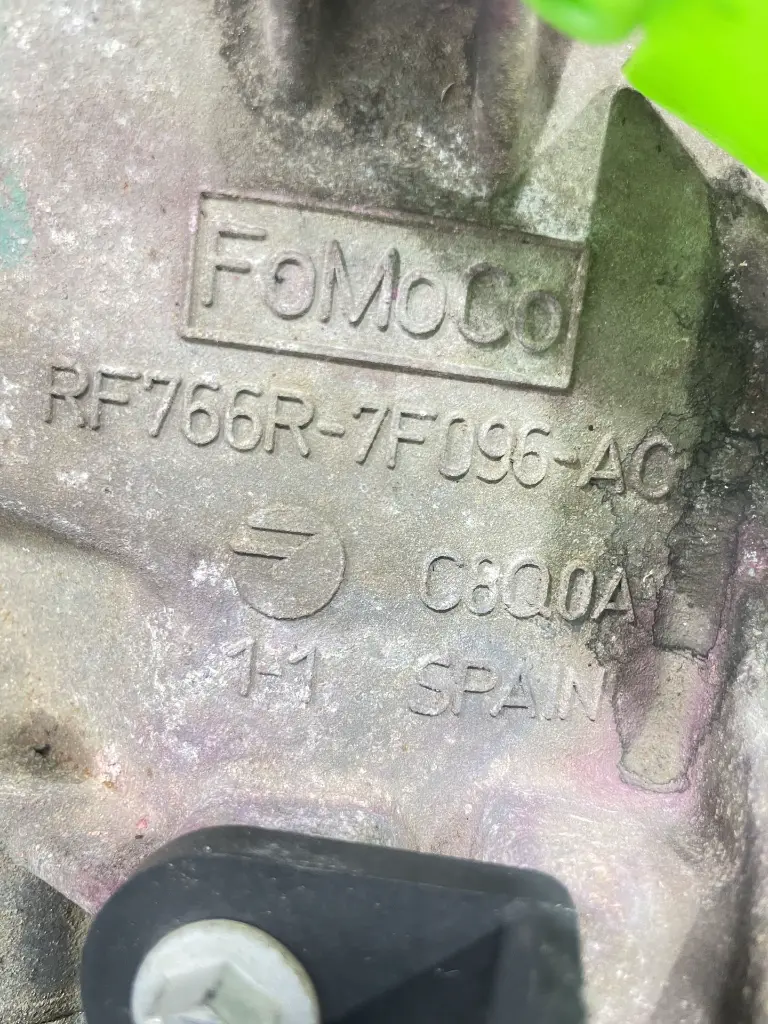 FoMoCo
RF766R-7F096-AC
C8Q0A
1-1 SPAIN